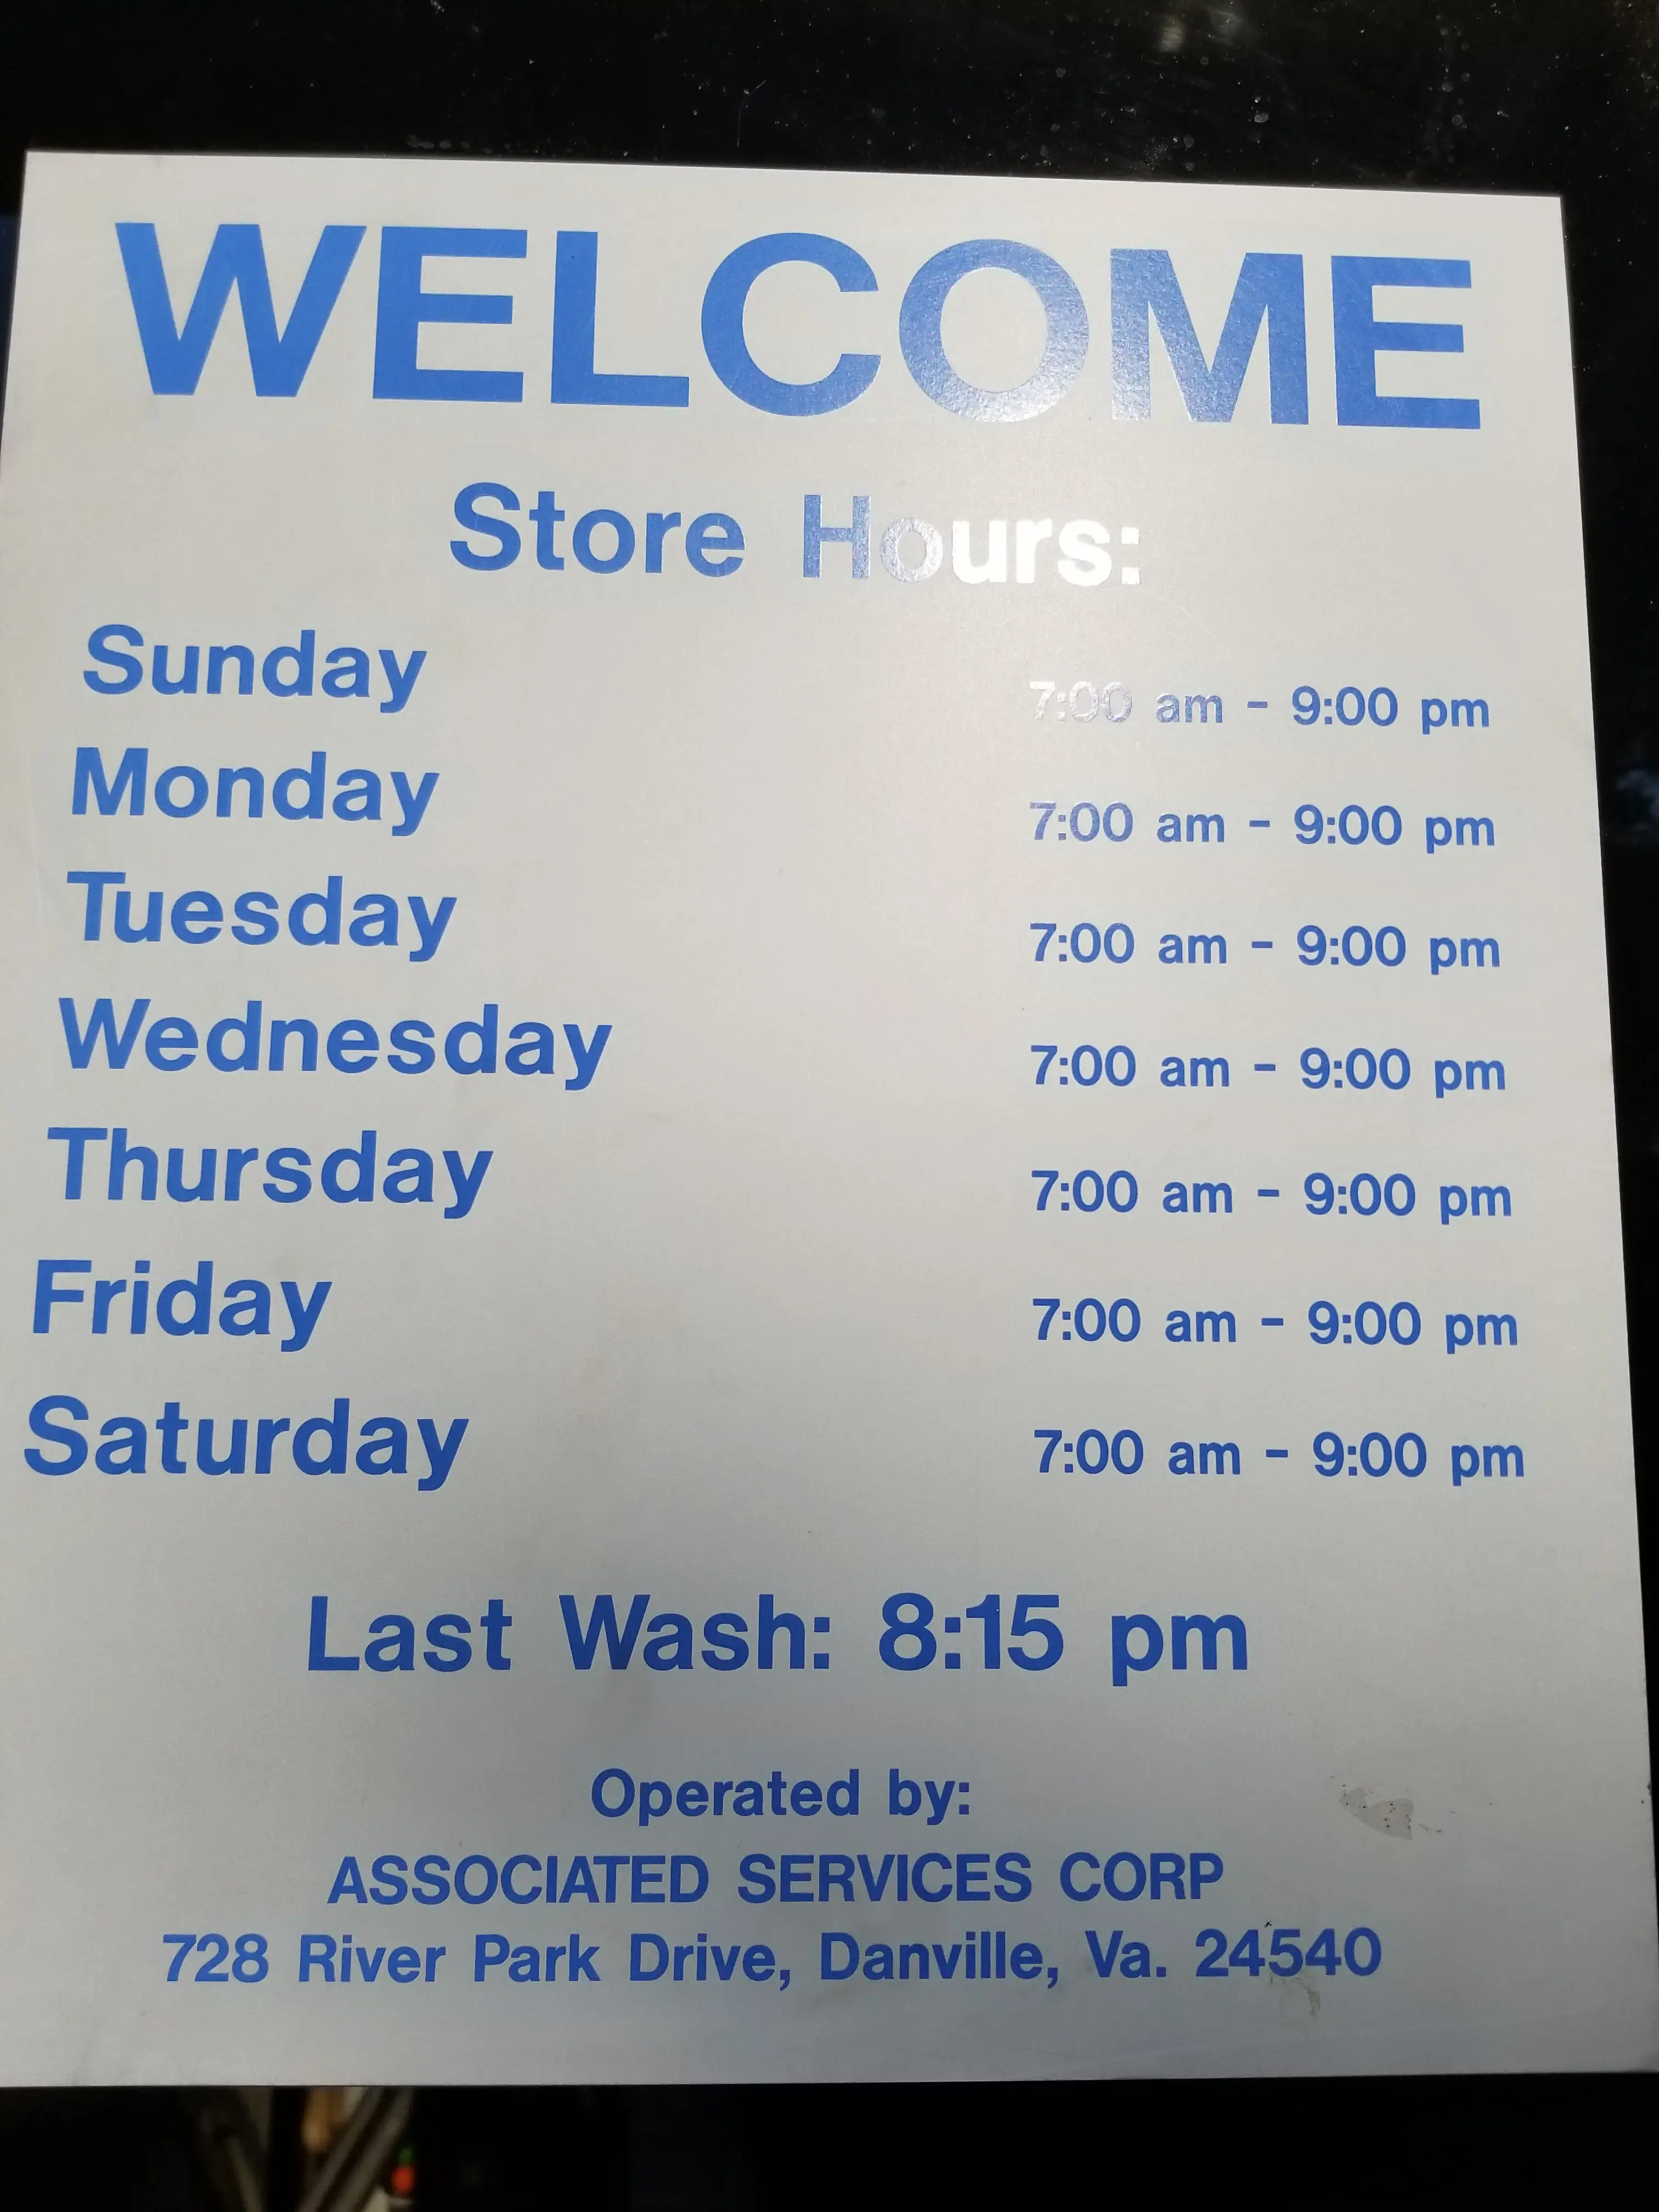 WELCOME
Store Hours:
Sunday 7:00 am - 9:00 pm
Monday 7:00 am - 9:00 pm
Tuesday 7:00 am - 9:00 pm
Wednesday 7:00 am - 9:00 pm
Thursday 7:00 am - 9:00 pm
Friday 7:00 am - 9:00 pm
Saturday 7:00 am - 9:00 pm
Last Wash: 8:15 pm
Operated by:
ASSOCIATED SERVICES CORP
728 River Park Drive, Danville, Va. 24540